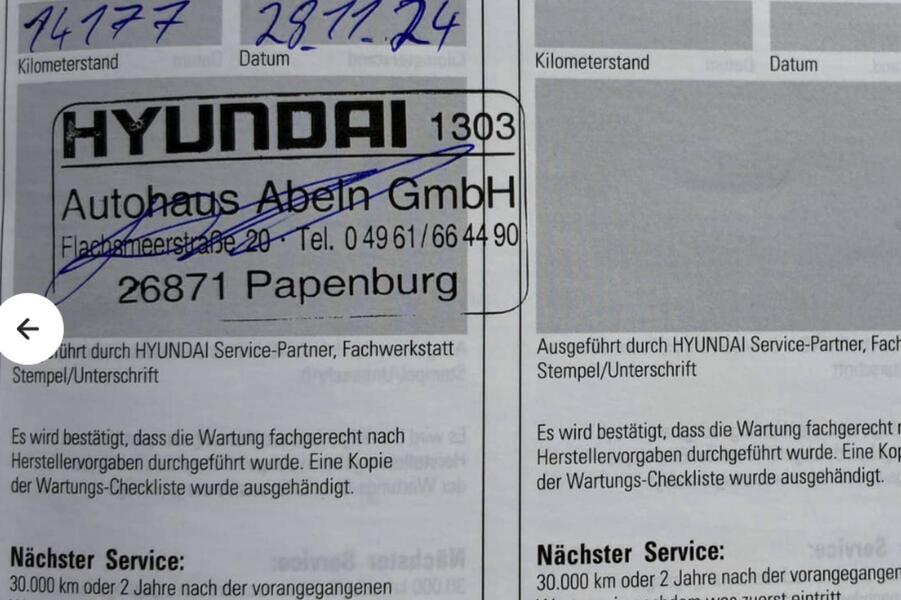 14177 28.11.24
Kilometerstand Datum
HYUNDAI 1303
Autohaus Abeln GmbH
Flachsmeerstraße 20 · Tel. 0 49 61 / 66 44 90
26871 Papenburg
führt durch HYUNDAI Service-Partner, Fachwerkstatt
Stempel/Unterschrift
Es wird bestätigt, dass die Wartung fachgerecht nach
Herstellervorgaben durchgeführt wurde. Eine Kopie
der Wartungs-Checkliste wurde ausgehändigt.
Nächster Service:
30.000 km oder 2 Jahre nach der vorangegangenen
Kilometerstand Datum
Ausgeführt durch HYUNDAI Service-Partner, Fach
Stempel/Unterschrift
Es wird bestätigt, dass die Wartung fachgerecht
Herstellervorgaben durchgeführt wurde. Eine Kop
der Wartungs-Checkliste wurde ausgehändigt.
Nächster Service:
30.000 km oder 2 Jahre nach der vorangegangen